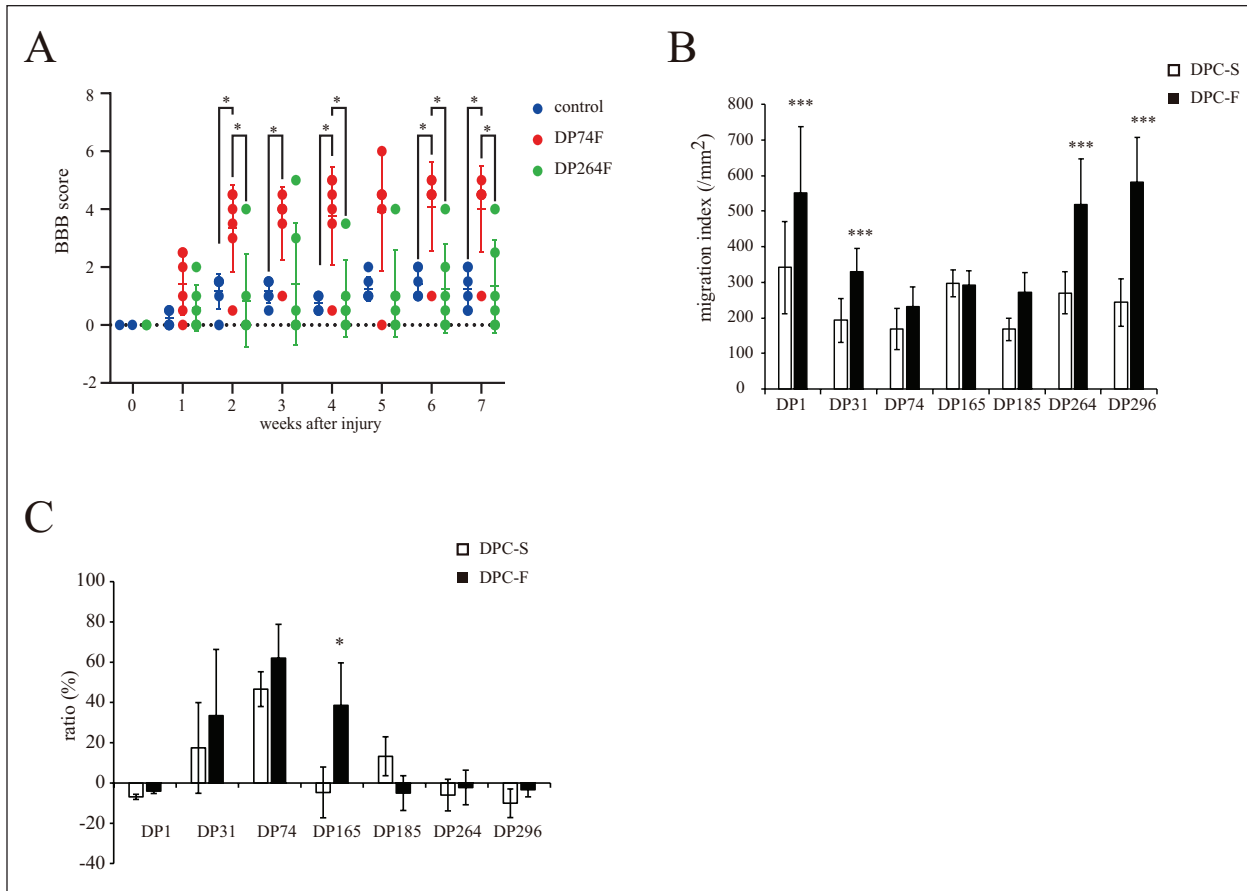 A
BBB score
8
6
4
2
0
-2
* * * * * * * * * *
control
DP74F
DP264F
0 1 2 3 4 5 6 7
weeks after injury
B
DPC-S
DPC-F
migration index (/mm²)
800
700
600
500
400
300
200
100
0
*** *** *** ***
DP1 DP31 DP74 DP165 DP185 DP264 DP296
C
DPC-S
DPC-F
ratio (%)
100
80
60
40
20
0
-20
-40
*
DP1 DP31 DP74 DP165 DP185 DP264 DP296